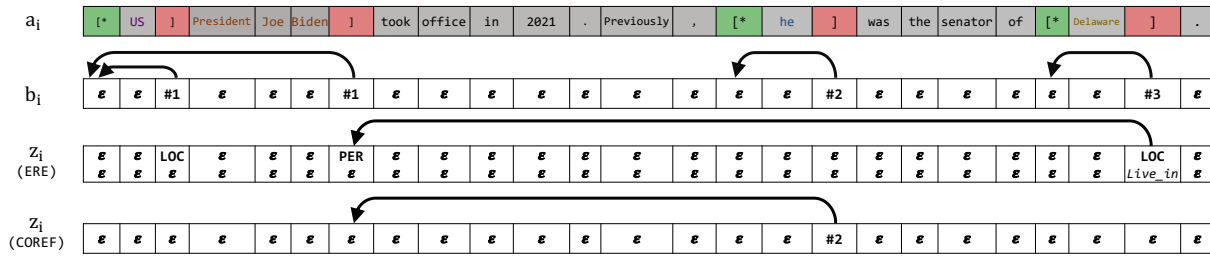 aᵢ [* US ] President Joe Biden ] took office in 2021 . Previously , [* he ] was the senator of [* Delaware ] .
bᵢ ε ε #1 ε ε ε #1 ε ε ε ε ε ε ε ε ε #2 ε ε ε ε ε ε #3 ε
zᵢ ε ε LOC ε ε ε PER ε ε ε ε ε ε ε ε ε ε ε ε ε ε ε ε LOC ε
(ERE) ε ε ε ε ε ε ε ε ε ε ε ε ε ε ε ε ε ε ε ε ε ε ε Live_in ε
zᵢ
(COREF) ε ε ε ε ε ε ε ε ε ε ε ε ε ε ε ε #2 ε ε ε ε ε ε ε ε